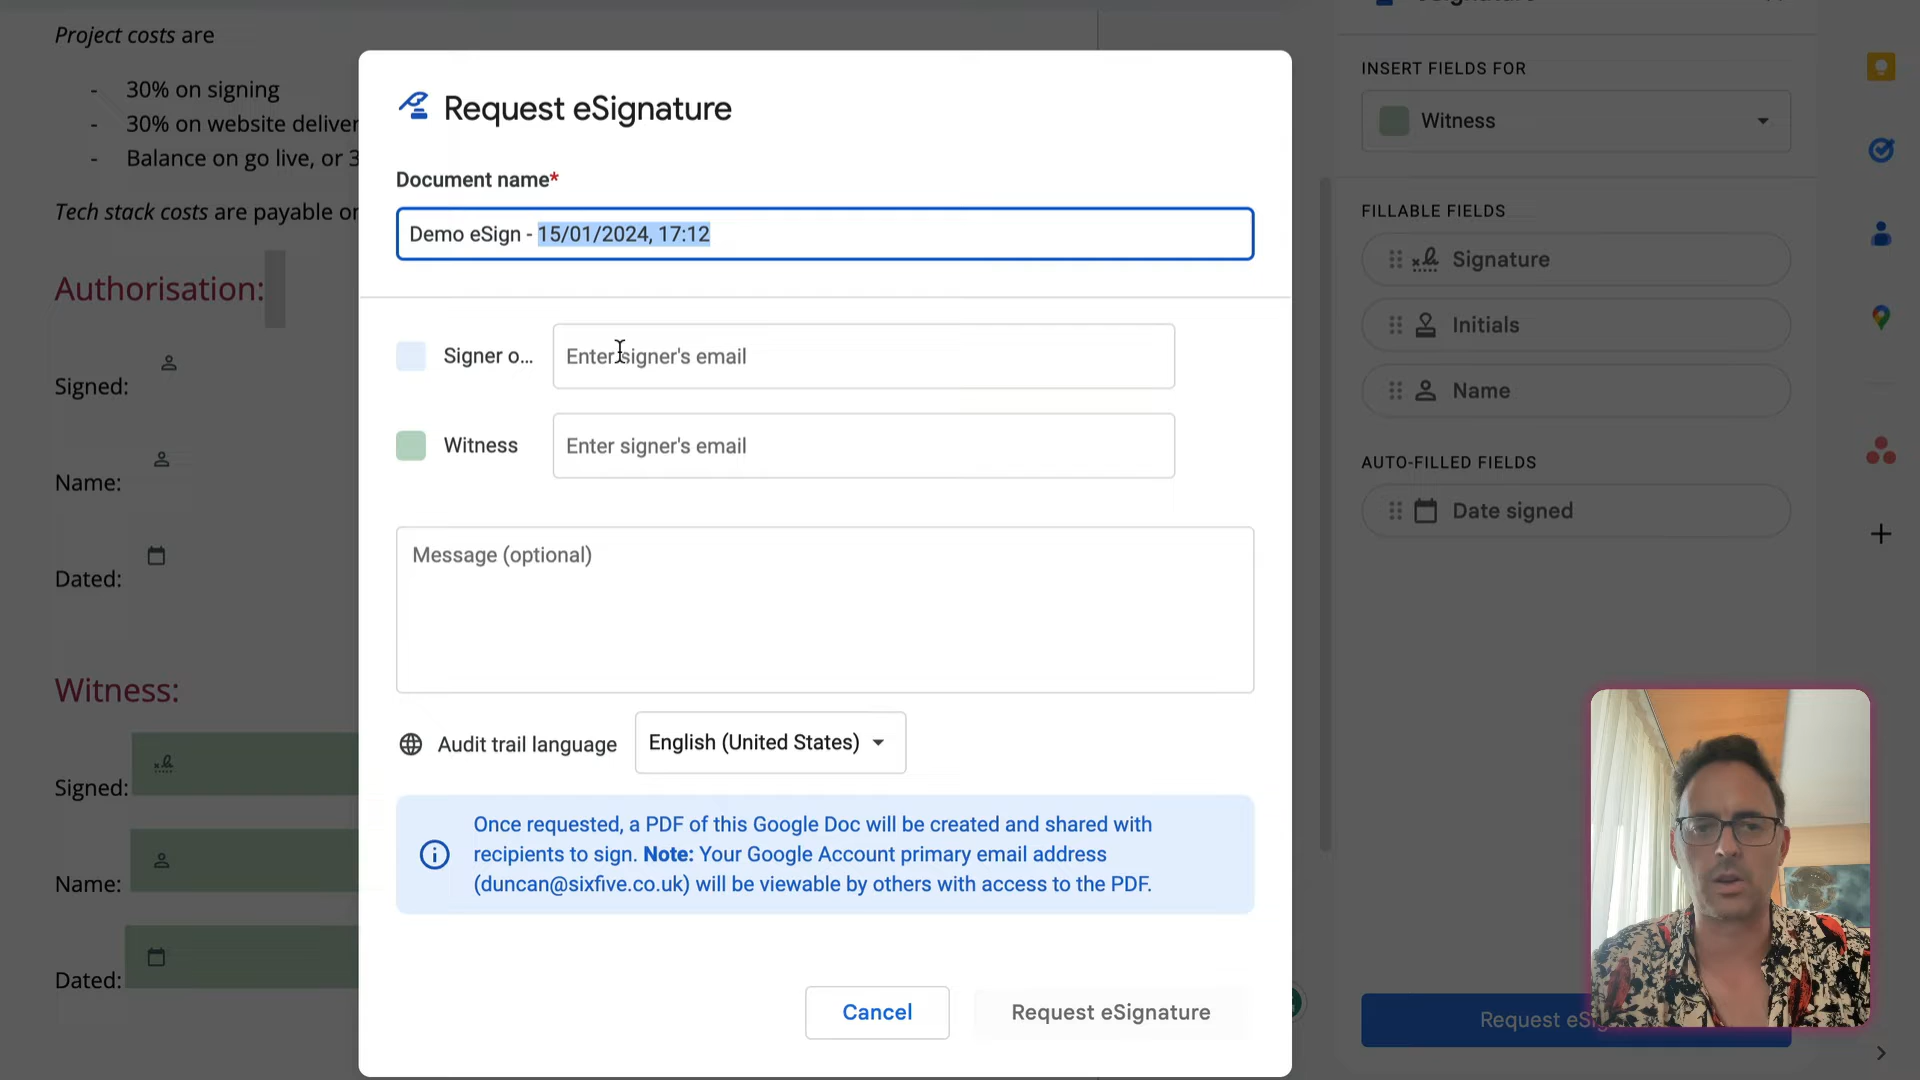 Project costs are
- 30% on signing
- 30% on website deliver
- Balance on go live, or 3
Tech stack costs are payable or
Authorisation:
Signed:
Name:
Dated:
Witness:
Signed:
Name:
Dated:
Request eSignature
Document name*
Demo eSign - 15/01/2024, 17:12
Signer o...
Enter signer's email
Witness
Enter signer's email
Message (optional)
Audit trail language
English (United States)
Once requested, a PDF of this Google Doc will be created and shared with
recipients to sign. Note: Your Google Account primary email address
(duncan@sixfive.co.uk) will be viewable by others with access to the PDF.
Cancel
Request eSignature
INSERT FIELDS FOR
Witness
FILLABLE FIELDS
Signature
Initials
Name
AUTO-FILLED FIELDS
Date signed
Request eSig